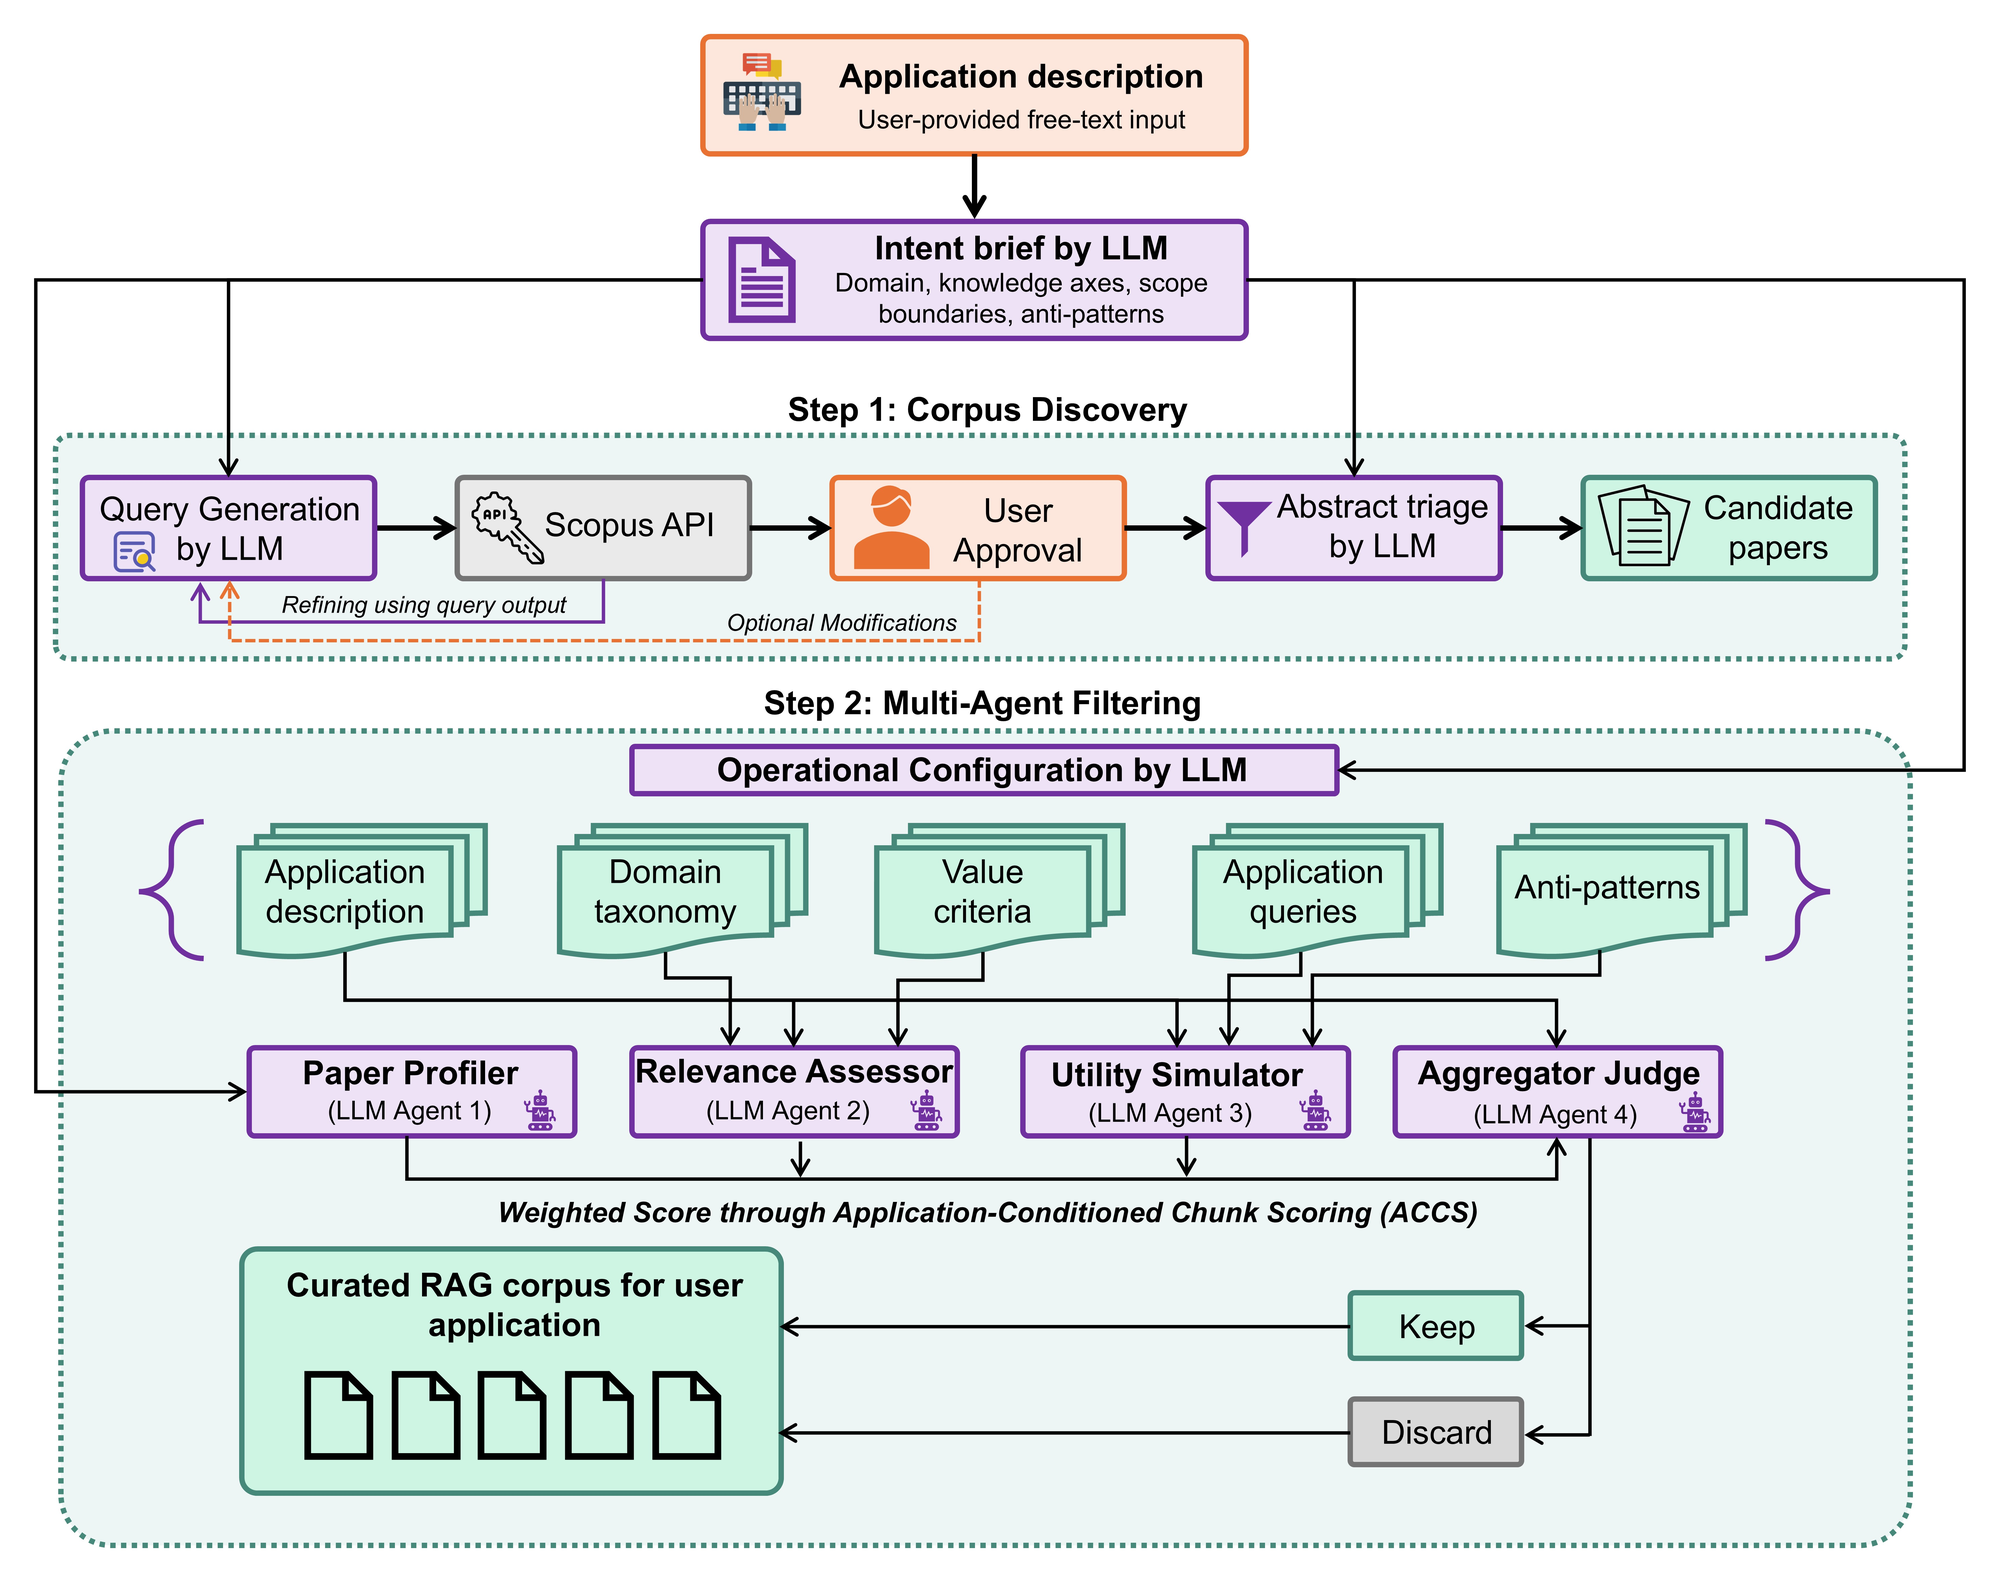 Application description
User-provided free-text input
Intent brief by LLM
Domain, knowledge axes, scope
boundaries, anti-patterns
Step 1: Corpus Discovery
Query Generation
by LLM
API
Scopus API
User
Approval
Abstract triage
by LLM
Candidate
papers
Refining using query output
Optional Modifications
Step 2: Multi-Agent Filtering
Operational Configuration by LLM
Application
description
Domain
taxonomy
Value
criteria
Application
queries
Anti-patterns
Paper Profiler
(LLM Agent 1)
Relevance Assessor
(LLM Agent 2)
Utility Simulator
(LLM Agent 3)
Aggregator Judge
(LLM Agent 4)
Weighted Score through Application-Conditioned Chunk Scoring (ACCS)
Curated RAG corpus for user
application
Keep
Discard